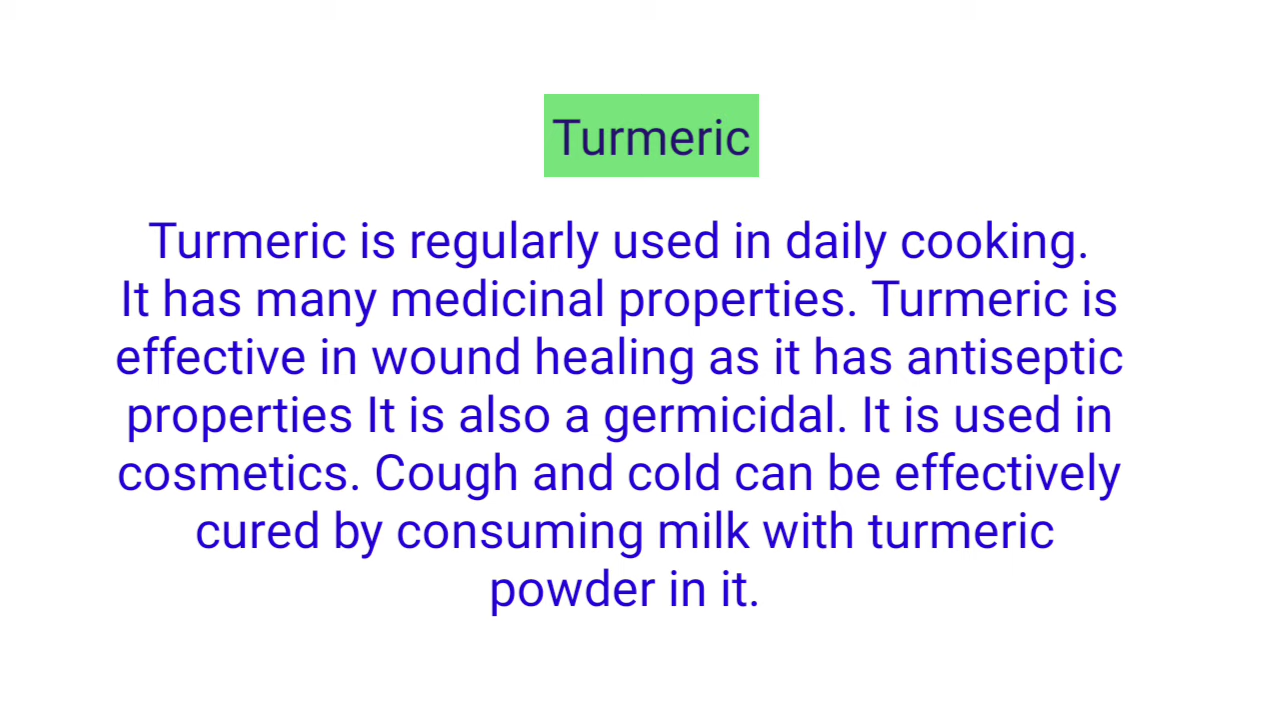 Turmeric
Turmeric is regularly used in daily cooking.
It has many medicinal properties. Turmeric is
effective in wound healing as it has antiseptic
properties It is also a germicidal. It is used in
cosmetics. Cough and cold can be effectively
cured by consuming milk with turmeric
powder in it.